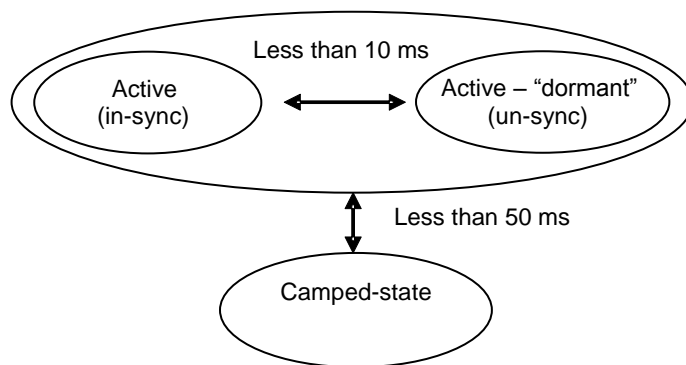 Less than 10 ms
Active
(in-sync)
Active – “dormant”
(un-sync)
Less than 50 ms
Camped-state